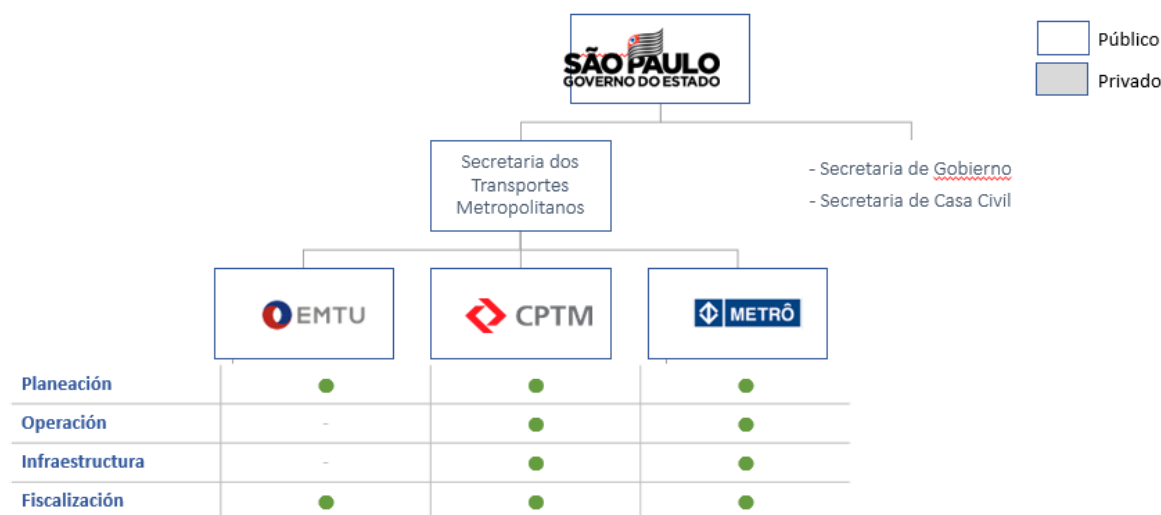 SÃO PAULO
GOVERNO DO ESTADO
Público
Privado
Secretaria dos
Transportes
Metropolitanos
- Secretaria de Gobierno
- Secretaria de Casa Civil
EMTU
CPTM
METRÔ
Planeación
Operación - 
Infraestructura -
Fiscalización